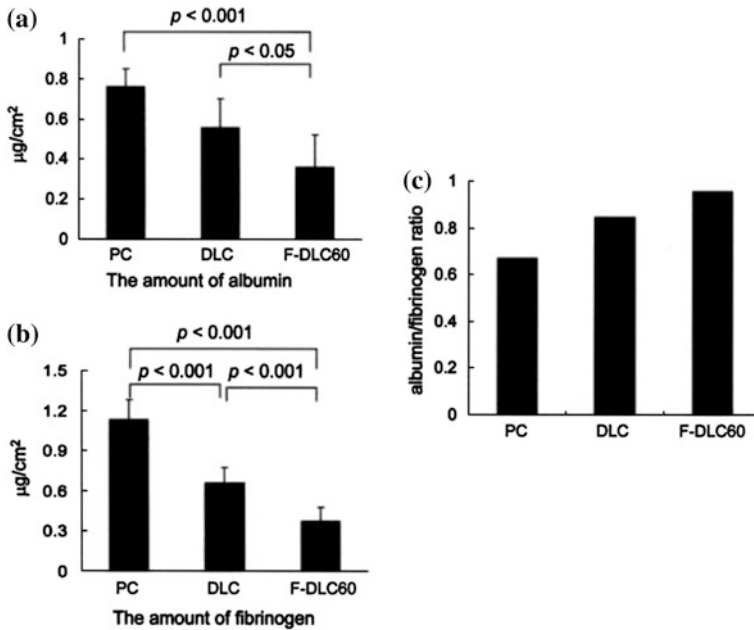 (a)
p < 0.001
p < 0.05
1
0.8
0.6
0.4
0.2
0
µg/cm²
PC DLC F-DLC60
The amount of albumin
(b)
p < 0.001
p < 0.001 p < 0.001
1.5
1.2
0.9
0.6
0.3
0
µg/cm²
PC DLC F-DLC60
The amount of fibrinogen
(c)
1
0.8
0.6
0.4
0.2
0
albumin/fibrinogen ratio
PC DLC F-DLC60